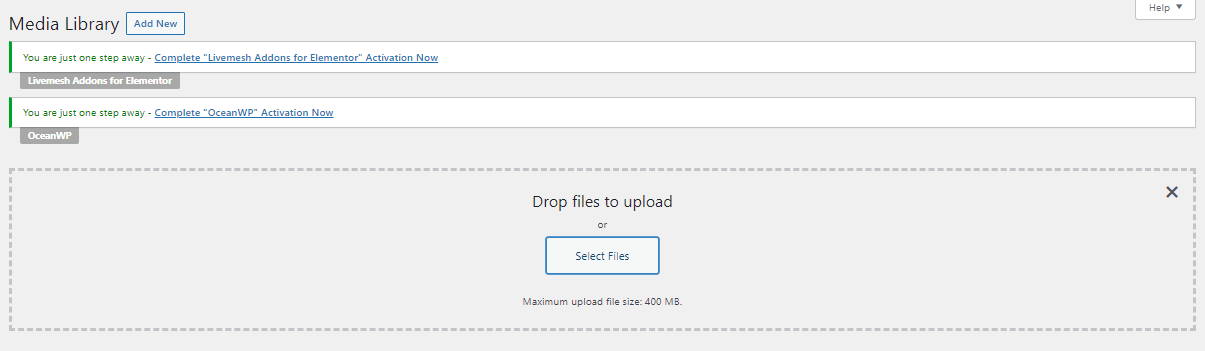 Help ▼
Media Library Add New
You are just one step away - Complete "Livemesh Addons for Elementor" Activation Now
Livemesh Addons for Elementor
You are just one step away - Complete "OceanWP" Activation Now
OceanWP
Drop files to upload
or
Select Files
Maximum upload file size: 400 MB.